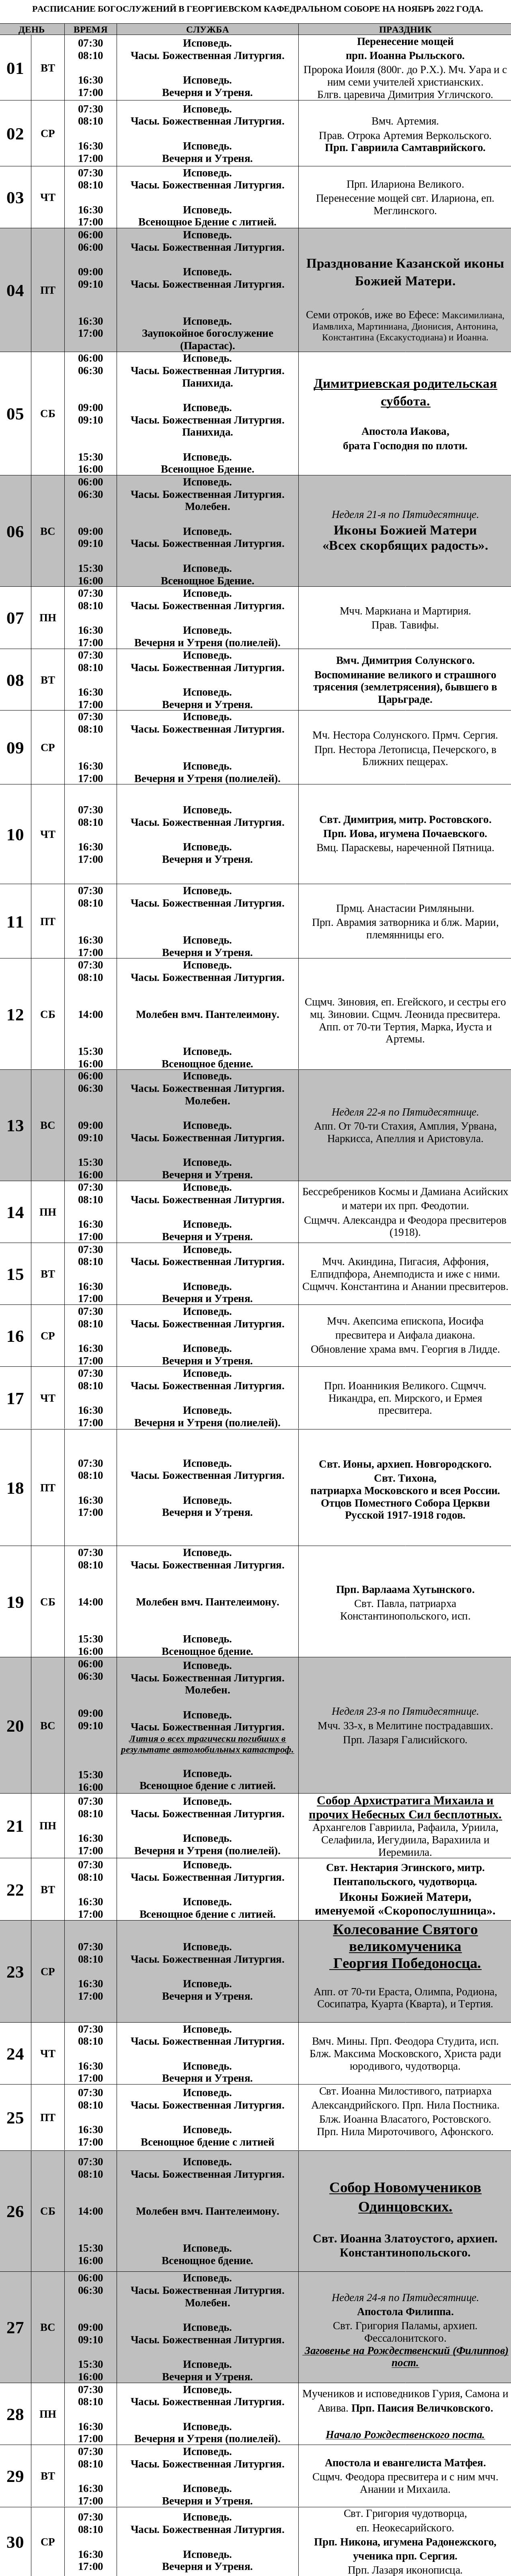 РАСПИСАНИЕ БОГОСЛУЖЕНИЙ В ГЕОРГИЕВСКОМ КАФЕДРАЛЬНОМ СОБОРЕ НА НОЯБРЬ 2022 ГОДА.
ДЕНЬ ВРЕМЯ СЛУЖБА ПРАЗДНИК
01 ВТ
07:30 Исповедь.
08:10 Часы. Божественная Литургия.
16:30 Исповедь.
17:00 Вечерня и Утреня.
Перенесение мощей
прп. Иоанна Рыльского.
Пророка Иоиля (800г. до Р.Х.). Мч. Уара и с
ним семи учителей христианских.
Блгв. царевича Димитрия Угличского.
02 СР
07:30 Исповедь.
08:10 Часы. Божественная Литургия.
16:30 Исповедь.
17:00 Вечерня и Утреня.
Вмч. Артемия.
Прав. Отрока Артемия Веркольского.
Прп. Гавриила Самтаврийского.
03 ЧТ
07:30 Исповедь.
08:10 Часы. Божественная Литургия.
16:30 Исповедь.
17:00 Всенощное Бдение с литией.
Прп. Илариона Великого.
Перенесение мощей свт. Илариона, еп.
Меглинского.
04 ПТ
06:00 Исповедь.
06:00 Часы. Божественная Литургия.
09:00 Исповедь.
09:10 Часы. Божественная Литургия.
16:30 Исповедь.
17:00 Заупокойное богослужение
(Парастас).
Празднование Казанской иконы
Божией Матери.
Семи отроко́в, иже во Ефесе: Максимилиана,
Иамвлиха, Мартиниана, Дионисия, Антонина,
Константина (Ексакустодиана) и Иоанна.
05 СБ
06:00 Исповедь.
06:30 Часы. Божественная Литургия.
Панихида.
09:00 Исповедь.
09:10 Часы. Божественная Литургия.
Панихида.
15:30 Исповедь.
16:00 Всенощное Бдение.
Димитриевская родительская
суббота.
Апостола Иакова,
брата Господня по плоти.
06 ВС
06:00 Исповедь.
06:30 Часы. Божественная Литургия.
Молебен.
09:00 Исповедь.
09:10 Часы. Божественная Литургия.
15:30 Исповедь.
16:00 Всенощное Бдение.
Неделя 21-я по Пятидесятнице.
Иконы Божией Матери
«Всех скорбящих радость».
07 ПН
07:30 Исповедь.
08:10 Часы. Божественная Литургия.
16:30 Исповедь.
17:00 Вечерня и Утреня (полиелей).
Мчч. Маркиана и Мартирия.
Прав. Тавифы.
08 ВТ
07:30 Исповедь.
08:10 Часы. Божественная Литургия.
16:30 Исповедь.
17:00 Вечерня и Утреня.
Вмч. Димитрия Солунского.
Воспоминание великого и страшного
трясения (землетрясения), бывшего в
Царьграде.
09 СР
07:30 Исповедь.
08:10 Часы. Божественная Литургия.
16:30 Исповедь.
17:00 Вечерня и Утреня (полиелей).
Мч. Нестора Солунского. Прмч. Сергия.
Прп. Нестора Летописца, Печерского, в
Ближних пещерах.
10 ЧТ
07:30 Исповедь.
08:10 Часы. Божественная Литургия.
16:30 Исповедь.
17:00 Вечерня и Утреня.
Свт. Димитрия, митр. Ростовского.
Прп. Иова, игумена Почаевского.
Вмц. Параскевы, нареченной Пятница.
11 ПТ
07:30 Исповедь.
08:10 Часы. Божественная Литургия.
16:30 Исповедь.
17:00 Вечерня и Утреня.
Прмц. Анастасии Римляныни.
Прп. Аврамия затворника и блж. Марии,
племянницы его.
12 СБ
07:30 Исповедь.
08:10 Часы. Божественная Литургия.
14:00 Молебен вмч. Пантелеимону.
15:30 Исповедь.
16:00 Всенощное бдение.
Сщмч. Зиновия, еп. Егейского, и сестры его
мц. Зиновии. Сщмч. Леонида пресвитера.
Апп. от 70-ти Тертия, Марка, Иуста и
Артемы.
13 ВС
06:00 Исповедь.
06:30 Часы. Божественная Литургия.
Молебен.
09:00 Исповедь.
09:10 Часы. Божественная Литургия.
15:30 Исповедь.
16:00 Вечерня и Утреня.
Неделя 22-я по Пятидесятнице.
Апп. От 70-ти Стахия, Амплия, Урвана,
Наркисса, Апеллия и Аристовула.
14 ПН
07:30 Исповедь.
08:10 Часы. Божественная Литургия.
16:30 Исповедь.
17:00 Вечерня и Утреня.
Бессребреников Космы и Дамиана Асийских
и матери их прп. Феодотии.
Сщмчч. Александра и Феодора пресвитеров
(1918).
15 ВТ
07:30 Исповедь.
08:10 Часы. Божественная Литургия.
16:30 Исповедь.
17:00 Вечерня и Утреня.
Мчч. Акиндина, Пигасия, Аффония,
Елпидпфора, Анемподиста и иже с ними.
Сщмчч. Константина и Анании пресвитеров.
16 СР
07:30 Исповедь.
08:10 Часы. Божественная Литургия.
16:30 Исповедь.
17:00 Вечерня и Утреня.
Мчч. Акепсима епископа, Иосифа
пресвитера и Аифала диакона.
Обновление храма вмч. Георгия в Лидде.
17 ЧТ
07:30 Исповедь.
08:10 Часы. Божественная Литургия.
16:30 Исповедь.
17:00 Вечерня и Утреня (полиелей).
Прп. Иоанникия Великого. Сщмчч.
Никандра, еп. Мирского, и Ермея
пресвитера.
18 ПТ
07:30 Исповедь.
08:10 Часы. Божественная Литургия.
16:30 Исповедь.
17:00 Вечерня и Утреня.
Свт. Ионы, архиеп. Новгородского.
Свт. Тихона,
патриарха Московского и всея России.
Отцов Поместного Собора Церкви
Русской 1917-1918 годов.
19 СБ
07:30 Исповедь.
08:10 Часы. Божественная Литургия.
14:00 Молебен вмч. Пантелеимону.
15:30 Исповедь.
16:00 Всенощное бдение.
Прп. Варлаама Хутынского.
Свт. Павла, патриарха
Константинопольского, исп.
20 ВС
06:00 Исповедь.
06:30 Часы. Божественная Литургия.
Молебен.
09:00 Исповедь.
09:10 Часы. Божественная Литургия.
Лития о всех трагически погибших в
результате автомобильных катастроф.
15:30 Исповедь.
16:00 Всенощное бдение с литией.
Неделя 23-я по Пятидесятнице.
Мчч. 33-х, в Мелитине пострадавших.
Прп. Лазаря Галисийского.
21 ПН
07:30 Исповедь.
08:10 Часы. Божественная Литургия.
16:30 Исповедь.
17:00 Вечерня и Утреня (полиелей).
Собор Архистратига Михаила и
прочих Небесных Сил бесплотных.
Архангелов Гавриила, Рафаила, Уриила,
Селафиила, Иегудиила, Варахиила и
Иеремиила.
22 ВТ
07:30 Исповедь.
08:10 Часы. Божественная Литургия.
16:30 Исповедь.
17:00 Всенощное бдение с литией.
Свт. Нектария Эгинского, митр.
Пентапольского, чудотворца.
Иконы Божией Матери,
именуемой «Скоропослушница».
23 СР
07:30 Исповедь.
08:10 Часы. Божественная Литургия.
16:30 Исповедь.
17:00 Вечерня и Утреня.
Колесование Святого
великомученика
Георгия Победоносца.
Апп. от 70-ти Ераста, Олимпа, Родиона,
Сосипатра, Куарта (Кварта), и Тертия.
24 ЧТ
07:30 Исповедь.
08:10 Часы. Божественная Литургия.
16:30 Исповедь.
17:00 Вечерня и Утреня.
Вмч. Мины. Прп. Феодора Студита, исп.
Блж. Максима Московского, Христа ради
юродивого, чудотворца.
25 ПТ
07:30 Исповедь.
08:10 Часы. Божественная Литургия.
16:30 Исповедь.
17:00 Всенощное бдение с литией
Свт. Иоанна Милостивого, патриарха
Александрийского. Прп. Нила Постника.
Блж. Иоанна Власатого, Ростовского.
Прп. Нила Мироточивого, Афонского.
26 СБ
07:30 Исповедь.
08:10 Часы. Божественная Литургия.
14:00 Молебен вмч. Пантелеимону.
15:30 Исповедь.
16:00 Всенощное бдение.
Собор Новомучеников
Одинцовских.
Свт. Иоанна Златоустого, архиеп.
Константинопольского.
27 ВС
06:00 Исповедь.
06:30 Часы. Божественная Литургия.
Молебен.
09:00 Исповедь.
09:10 Часы. Божественная Литургия.
15:30 Исповедь.
16:00 Вечерня и Утреня.
Неделя 24-я по Пятидесятнице.
Апостола Филиппа.
Свт. Григория Паламы, архиеп.
Фессалонитского.
Заговенье на Рождественский (Филиппов)
пост.
28 ПН
07:30 Исповедь.
08:10 Часы. Божественная Литургия.
16:30 Исповедь.
17:00 Вечерня и Утреня (полиелей).
Мучеников и исповедников Гурия, Самона и
Авива. Прп. Паисия Величковского.
Начало Рождественского поста.
29 ВТ
07:30 Исповедь.
08:10 Часы. Божественная Литургия.
16:30 Исповедь.
17:00 Вечерня и Утреня.
Апостола и евангелиста Матфея.
Сщмч. Феодора пресвитера и с ним мчч.
Анании и Михаила.
30 СР
07:30 Исповедь.
08:10 Часы. Божественная Литургия.
16:30 Исповедь.
17:00 Вечерня и Утреня.
Свт. Григория чудотворца,
еп. Неокесарийского.
Прп. Никона, игумена Радонежского,
ученика прп. Сергия.
Прп. Лазаря иконописца.